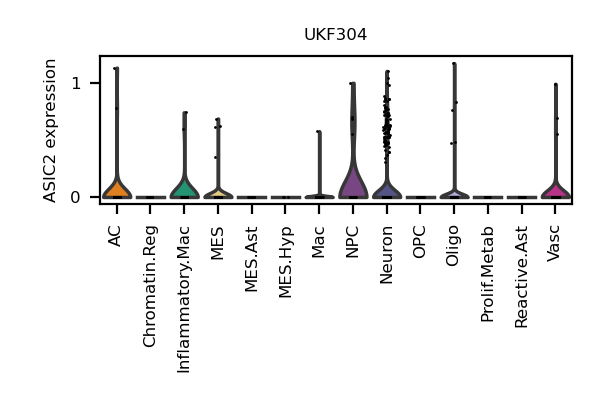 UKF304
ASIC2 expression
1
0
AC
Chromatin.Reg
Inflammatory.Mac
MES
MES.Ast
MES.Hyp
Mac
NPC
Neuron
OPC
Oligo
Prolif.Metab
Reactive.Ast
Vasc